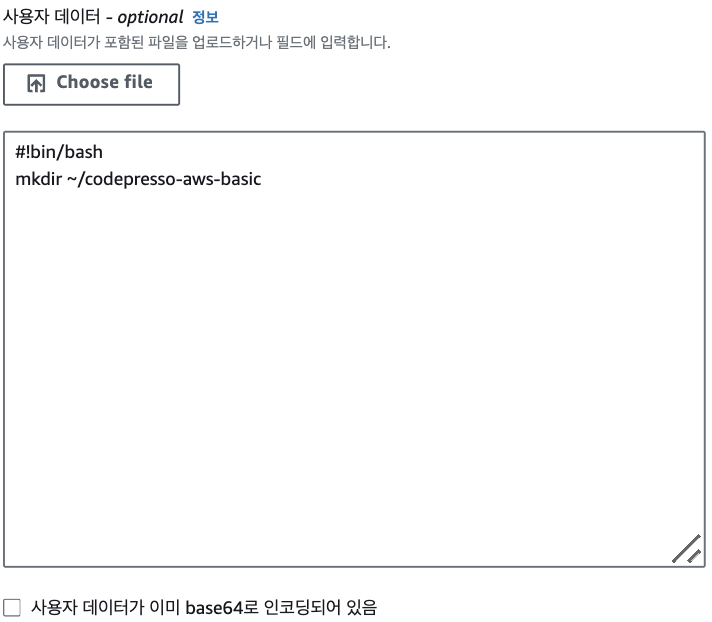 사용자 데이터 - optional 정보
사용자 데이터가 포함된 파일을 업로드하거나 필드에 입력합니다.
Choose file
#!bin/bash
mkdir ~/codepresso-aws-basic
사용자 데이터가 이미 base64로 인코딩되어 있음